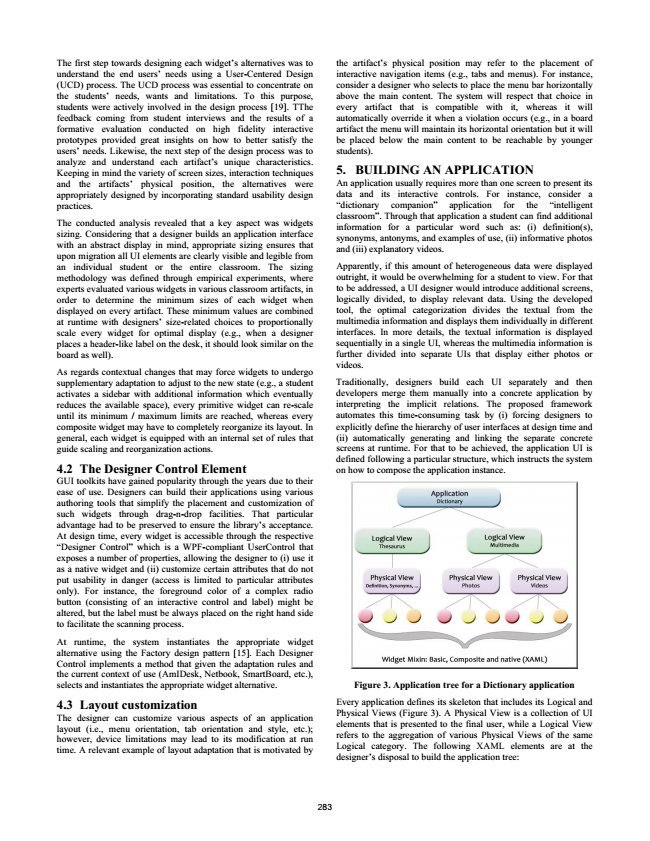 The first step towards designing each widget's alternatives was to
understand the end users' needs using a User-Centered Design
(UCD) process. The UCD process was essential to concentrate on
the students' needs, wants and limitations. To this purpose,
students were actively involved in the design process [19]. TThe
feedback coming from student interviews and the results of a
formative evaluation conducted on high fidelity interactive
prototypes provided great insights on how to better satisfy the
users' needs. Likewise, the next step of the design process was to
analyze and understand each artifact's unique characteristics.
Keeping in mind the variety of screen sizes, interaction techniques
and the artifacts' physical position, the alternatives were
appropriately designed by incorporating standard usability design
practices.
The conducted analysis revealed that a key aspect was widgets
sizing. Considering that a designer builds an application interface
with an abstract display in mind, appropriate sizing ensures that
upon migration all UI elements are clearly visible and legible from
an individual student or the entire classroom. The sizing
methodology was defined through empirical experiments, where
experts evaluated various widgets in various classroom artifacts, in
order to determine the minimum sizes of each widget when
displayed on every artifact. These minimum values are combined
at runtime with designers' size-related choices to proportionally
scale every widget for optimal display (e.g., when a designer
places a header-like label on the desk, it should look similar on the
board as well).
As regards contextual changes that may force widgets to undergo
supplementary adaptation to adjust to the new state (e.g., a student
activates a sidebar with additional information which eventually
reduces the available space), every primitive widget can re-scale
until its minimum / maximum limits are reached, whereas every
composite widget may have to completely reorganize its layout. In
general, each widget is equipped with an internal set of rules that
guide scaling and reorganization actions.
4.2 The Designer Control Element
GUI toolkits have gained popularity through the years due to their
ease of use. Designers can build their applications using various
authoring tools that simplify the placement and customization of
such widgets through drag-n-drop facilities. That particular
advantage had to be preserved to ensure the library's acceptance.
At design time, every widget is accessible through the respective
"Designer Control" which is a WPF-compliant UserControl that
exposes a number of properties, allowing the designer to (i) use it
as a native widget and (ii) customize certain attributes that do not
put usability in danger (access is limited to particular attributes
only). For instance, the foreground color of a complex radio
button (consisting of an interactive control and label) might be
altered, but the label must be always placed on the right hand side
to facilitate the scanning process.
At runtime, the system instantiates the appropriate widget
alternative using the Factory design pattern [15]. Each Designer
Control implements a method that given the adaptation rules and
the current context of use (AmIDesk, Netbook, SmartBoard, etc.),
selects and instantiates the appropriate widget alternative.
4.3 Layout customization
The designer can customize various aspects of an application
layout (i.e., menu orientation, tab orientation and style, etc.);
however, device limitations may lead to its modification at run
time. A relevant example of layout adaptation that is motivated by
the artifact's physical position may refer to the placement of
interactive navigation items (e.g., tabs and menus). For instance,
consider a designer who selects to place the menu bar horizontally
above the main content. The system will respect that choice in
every artifact that is compatible with it, whereas it will
automatically override it when a violation occurs (e.g., in a board
artifact the menu will maintain its horizontal orientation but it will
be placed below the main content to be reachable by younger
students).
5. BUILDING AN APPLICATION
An application usually requires more than one screen to present its
data and its interactive controls. For instance, consider a
"dictionary companion" application for the "intelligent
classroom". Through that application a student can find additional
information for a particular word such as: (i) definition(s),
synonyms, antonyms, and examples of use, (ii) informative photos
and (iii) explanatory videos.
Apparently, if this amount of heterogeneous data were displayed
outright, it would be overwhelming for a student to view. For that
to be addressed, a UI designer would introduce additional screens,
logically divided, to display relevant data. Using the developed
tool, the optimal categorization divides the textual from the
multimedia information and displays them individually in different
interfaces. In more details, the textual information is displayed
sequentially in a single UI, whereas the multimedia information is
further divided into separate UIs that display either photos or
videos.
Traditionally, designers build each UI separately and then
developers merge them manually into a concrete application by
interpreting the implicit relations. The proposed framework
automates this time-consuming task by (i) forcing designers to
explicitly define the hierarchy of user interfaces at design time and
(ii) automatically generating and linking the separate concrete
screens at runtime. For that to be achieved, the application UI is
defined following a particular structure, which instructs the system
on how to compose the application instance.
Application
Dictionary
Logical View
Thesaurus
Logical View
Multimedia
Physical View
Definition, Synonyms, ...
Physical View
Photos
Physical View
Videos
Widget Mixin: Basic, Composite and native (XAML)
Figure 3. Application tree for a Dictionary application
Every application defines its skeleton that includes its Logical and
Physical Views (Figure 3). A Physical View is a collection of UI
elements that is presented to the final user, while a Logical View
refers to the aggregation of various Physical Views of the same
Logical category. The following XAML elements are at the
designer's disposal to build the application tree:
283